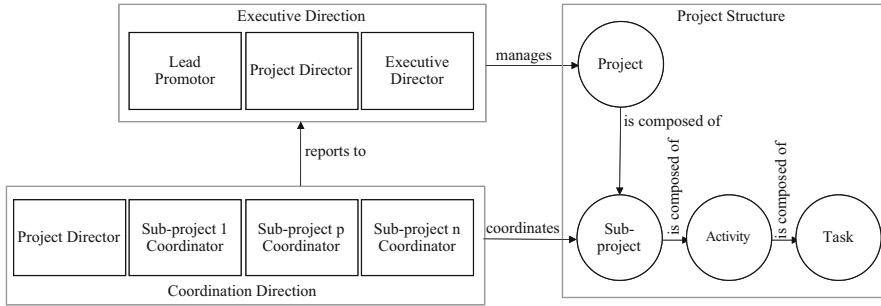 Executive Direction
Lead
Promotor
Project Director
Executive
Director
manages
Project Structure
Project
is composed of
reports to
Project Director
Sub-project 1
Coordinator
Sub-project p
Coordinator
Sub-project n
Coordinator
coordinates
Sub-
project
is composed of
Activity
is composed of
Task
Coordination Direction